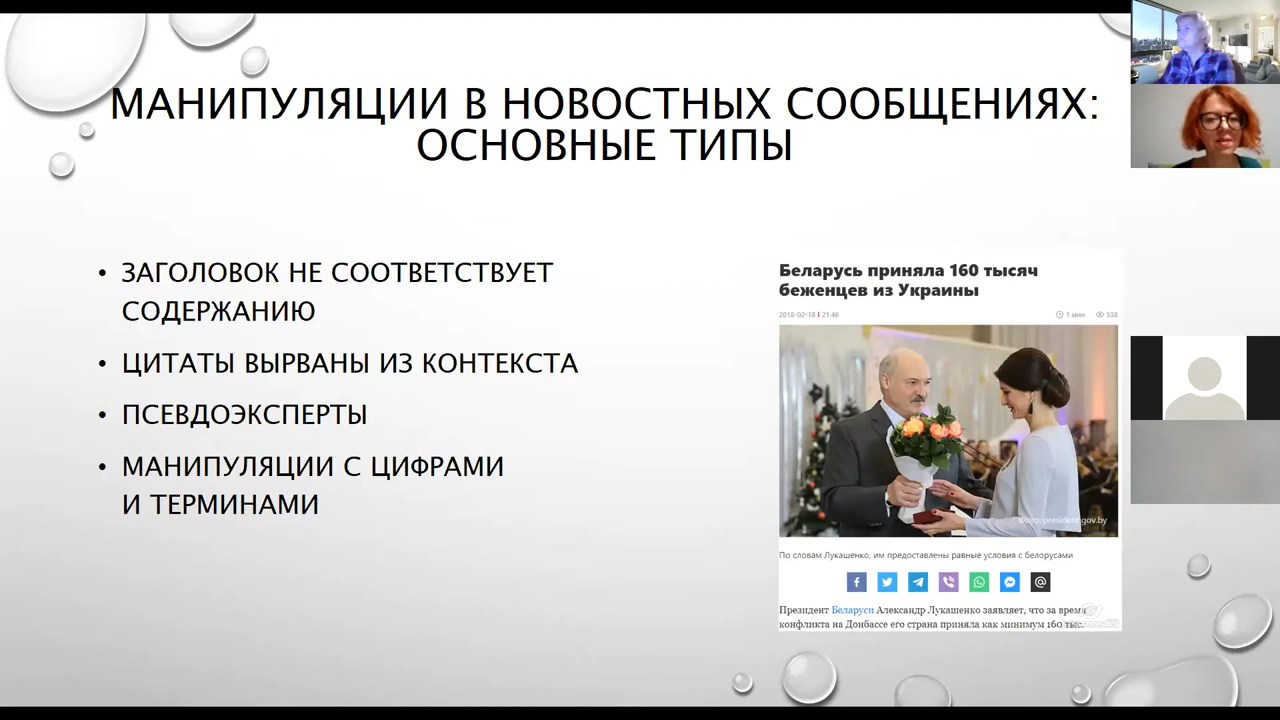 МАНИПУЛЯЦИИ В НОВОСТНЫХ СООБЩЕНИЯХ:
ОСНОВНЫЕ ТИПЫ
• ЗАГОЛОВОК НЕ СООТВЕТСТВУЕТ
СОДЕРЖАНИЮ
• ЦИТАТЫ ВЫРВАНЫ ИЗ КОНТЕКСТА
• ПСЕВДОЭКСПЕРТЫ
• МАНИПУЛЯЦИИ С ЦИФРАМИ
И ТЕРМИНАМИ
Беларусь приняла 160 тысяч
беженцев из Украины
2018-02-18 | 21:46 1 мин 538
Фото: president.gov.by
По словам Лукашенко, им предоставлены равные условия с белорусами
Президент Беларуси Александр Лукашенко заявляет, что за время
конфликта на Донбассе его страна приняла как минимум 160 тыс.